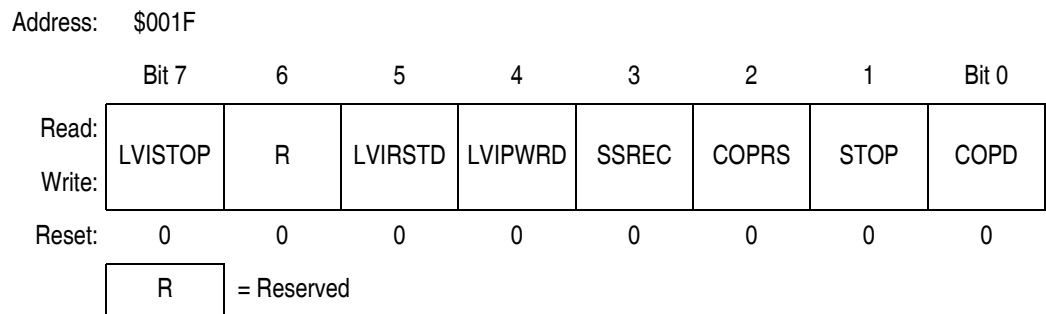 Address: $001F
Bit 7 6 5 4 3 2 1 Bit 0
Read:
LVISTOP R LVIRSTD LVIPWRD SSREC COPRS STOP COPD
Write:
Reset: 0 0 0 0 0 0 0 0
R = Reserved